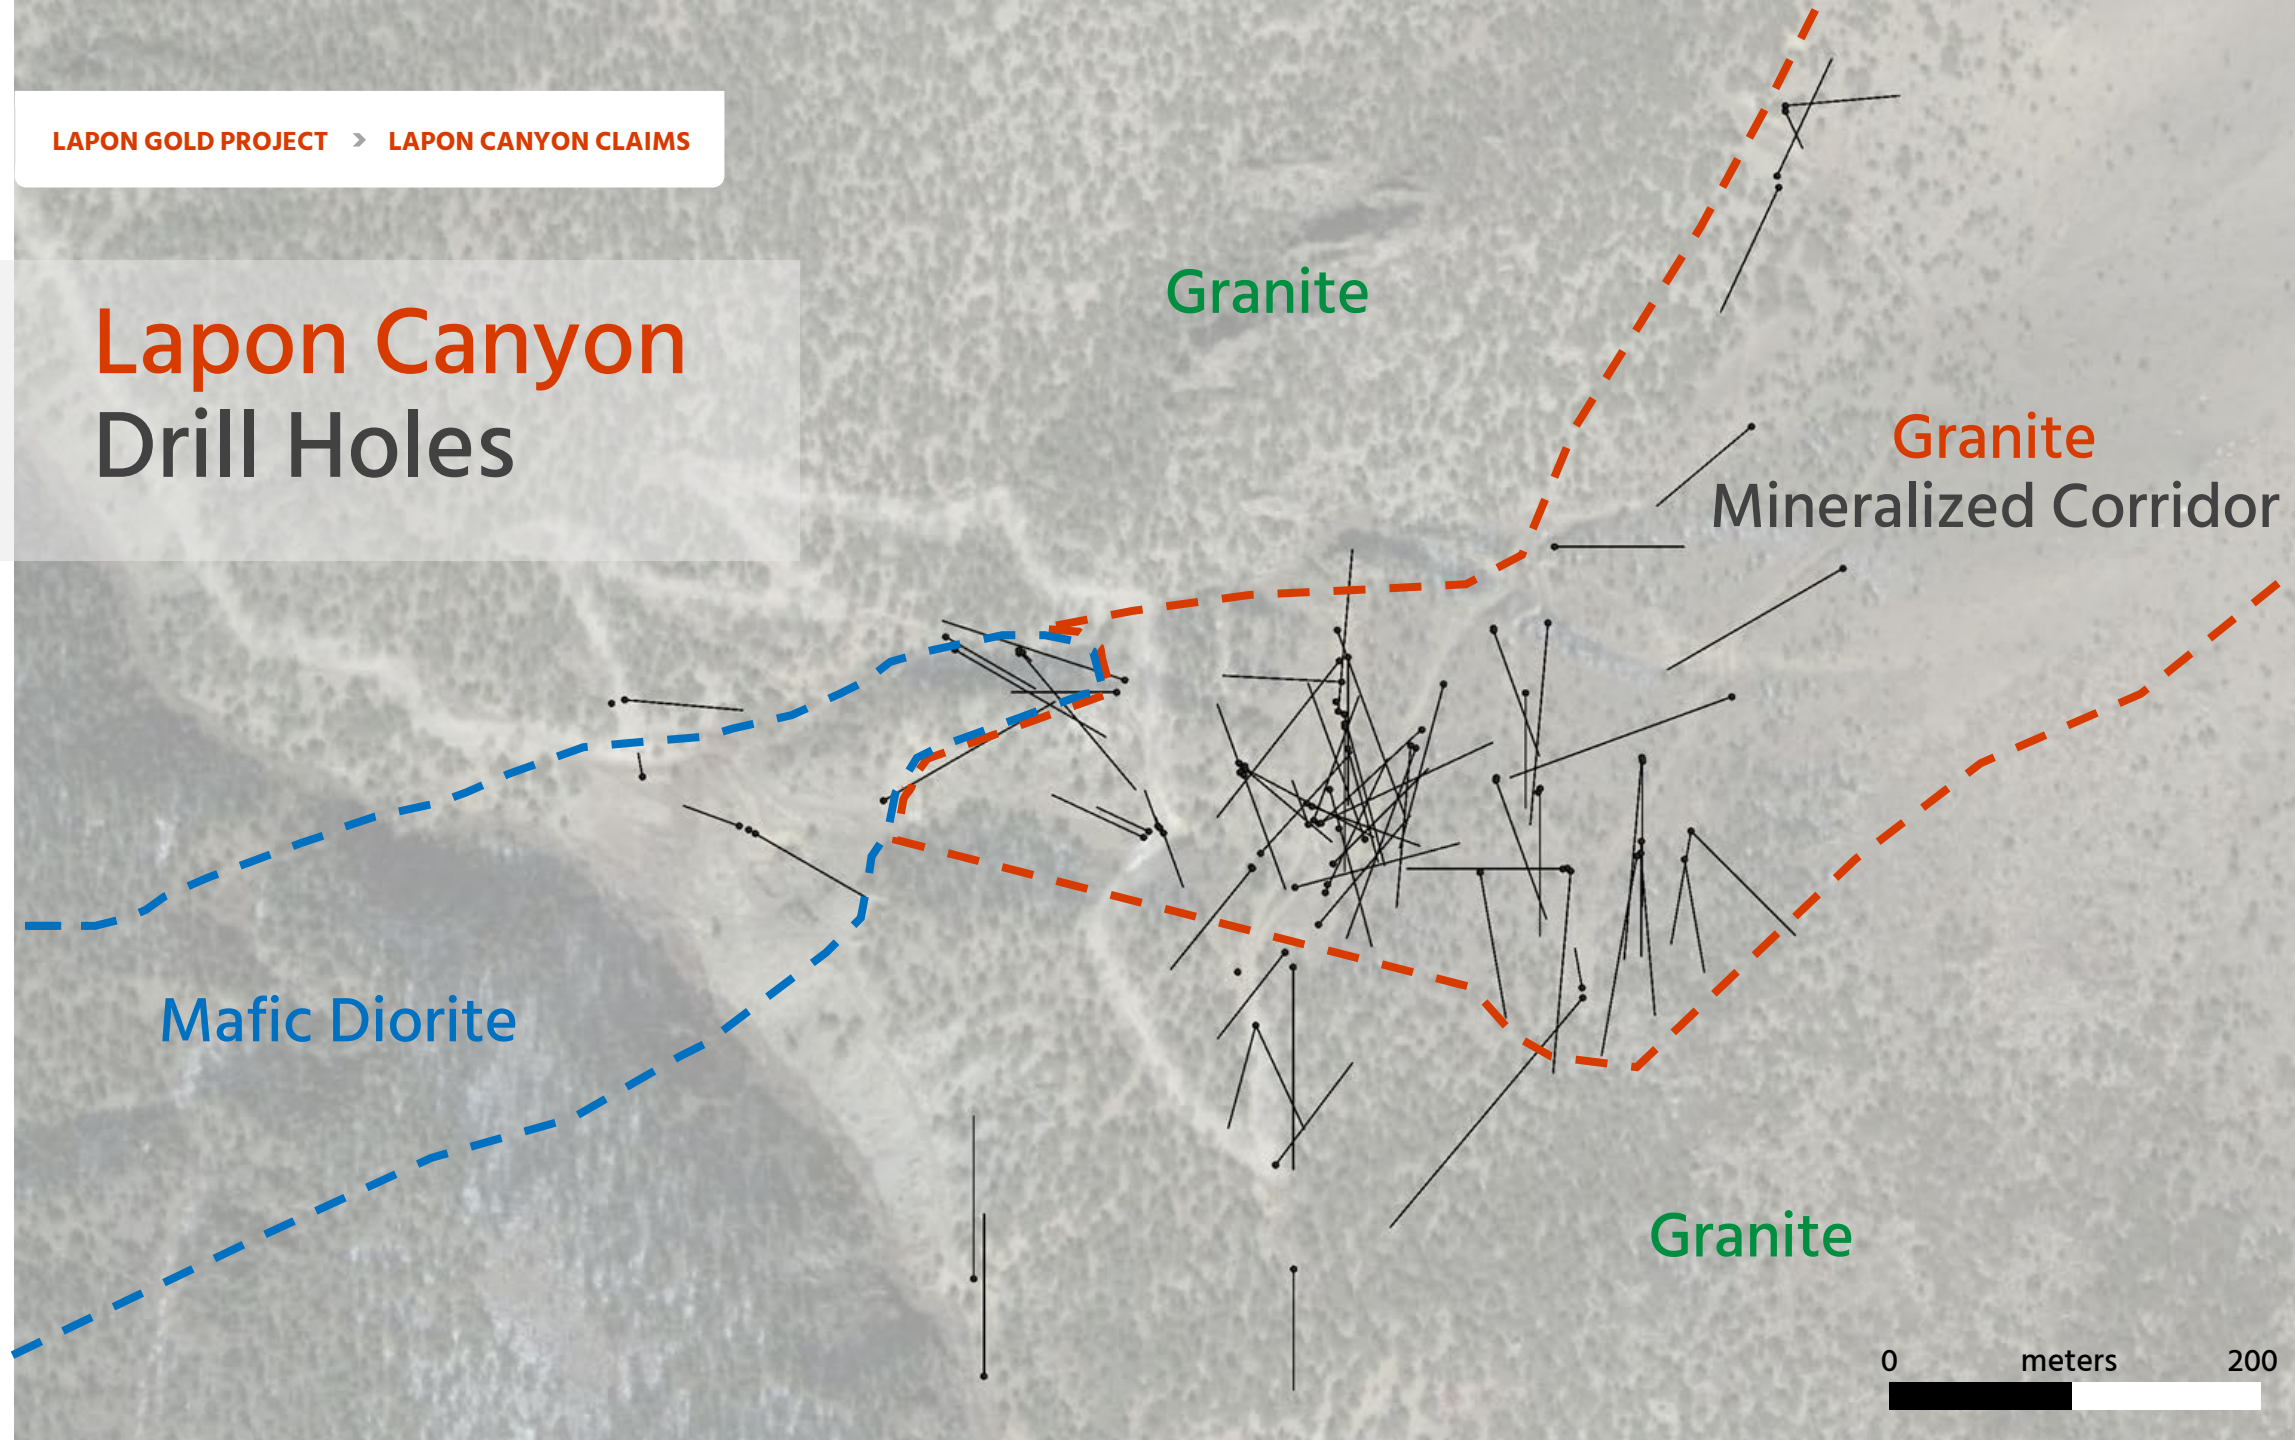 LAPON GOLD PROJECT › LAPON CANYON CLAIMS
Lapon Canyon
Drill Holes
Granite
Granite
Mineralized Corridor
Mafic Diorite
Granite
0 meters 200